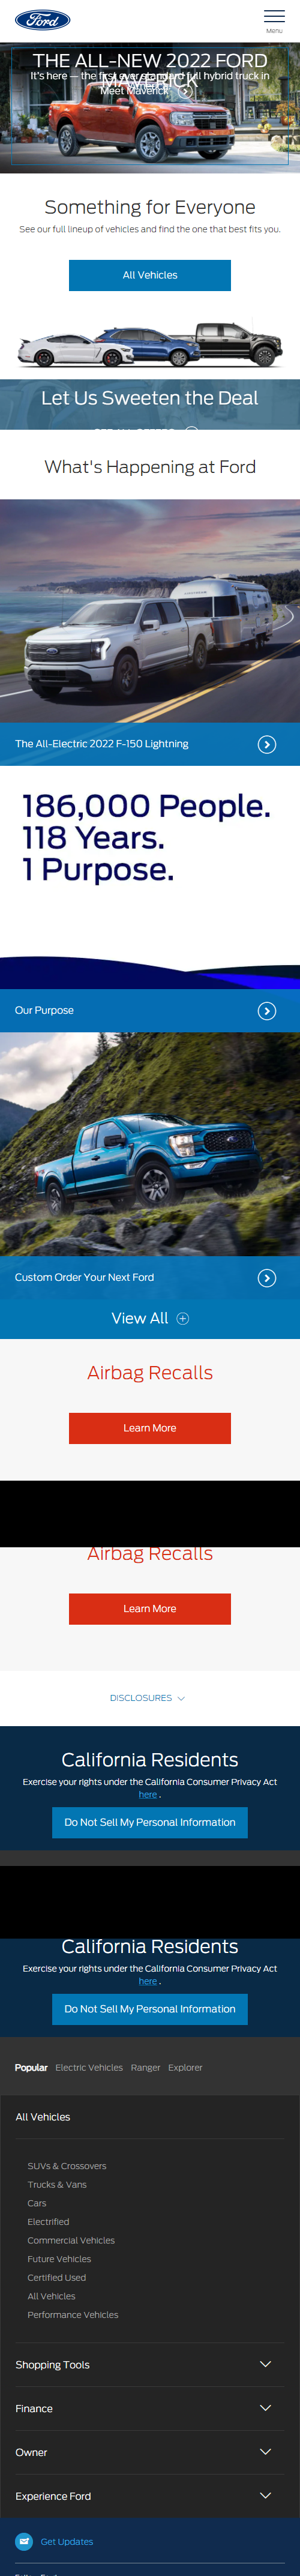 Ford
Menu
THE ALL-NEW 2022 FORD
MAVERICK
It's here — the first ever standard full hybrid truck in
Meet Maverick
Something for Everyone
See our full lineup of vehicles and find the one that best fits you.
All Vehicles
Let Us Sweeten the Deal
What's Happening at Ford
The All-Electric 2022 F-150 Lightning
186,000 People.
118 Years.
1 Purpose.
Our Purpose
Custom Order Your Next Ford
View All
Airbag Recalls
Learn More
Airbag Recalls
Learn More
DISCLOSURES
California Residents
Exercise your rights under the California Consumer Privacy Act
here .
Do Not Sell My Personal Information
California Residents
Exercise your rights under the California Consumer Privacy Act
here .
Do Not Sell My Personal Information
Popular Electric Vehicles Ranger Explorer
All Vehicles
SUVs & Crossovers
Trucks & Vans
Cars
Electrified
Commercial Vehicles
Future Vehicles
Certified Used
All Vehicles
Performance Vehicles
Shopping Tools
Finance
Owner
Experience Ford
Get Updates